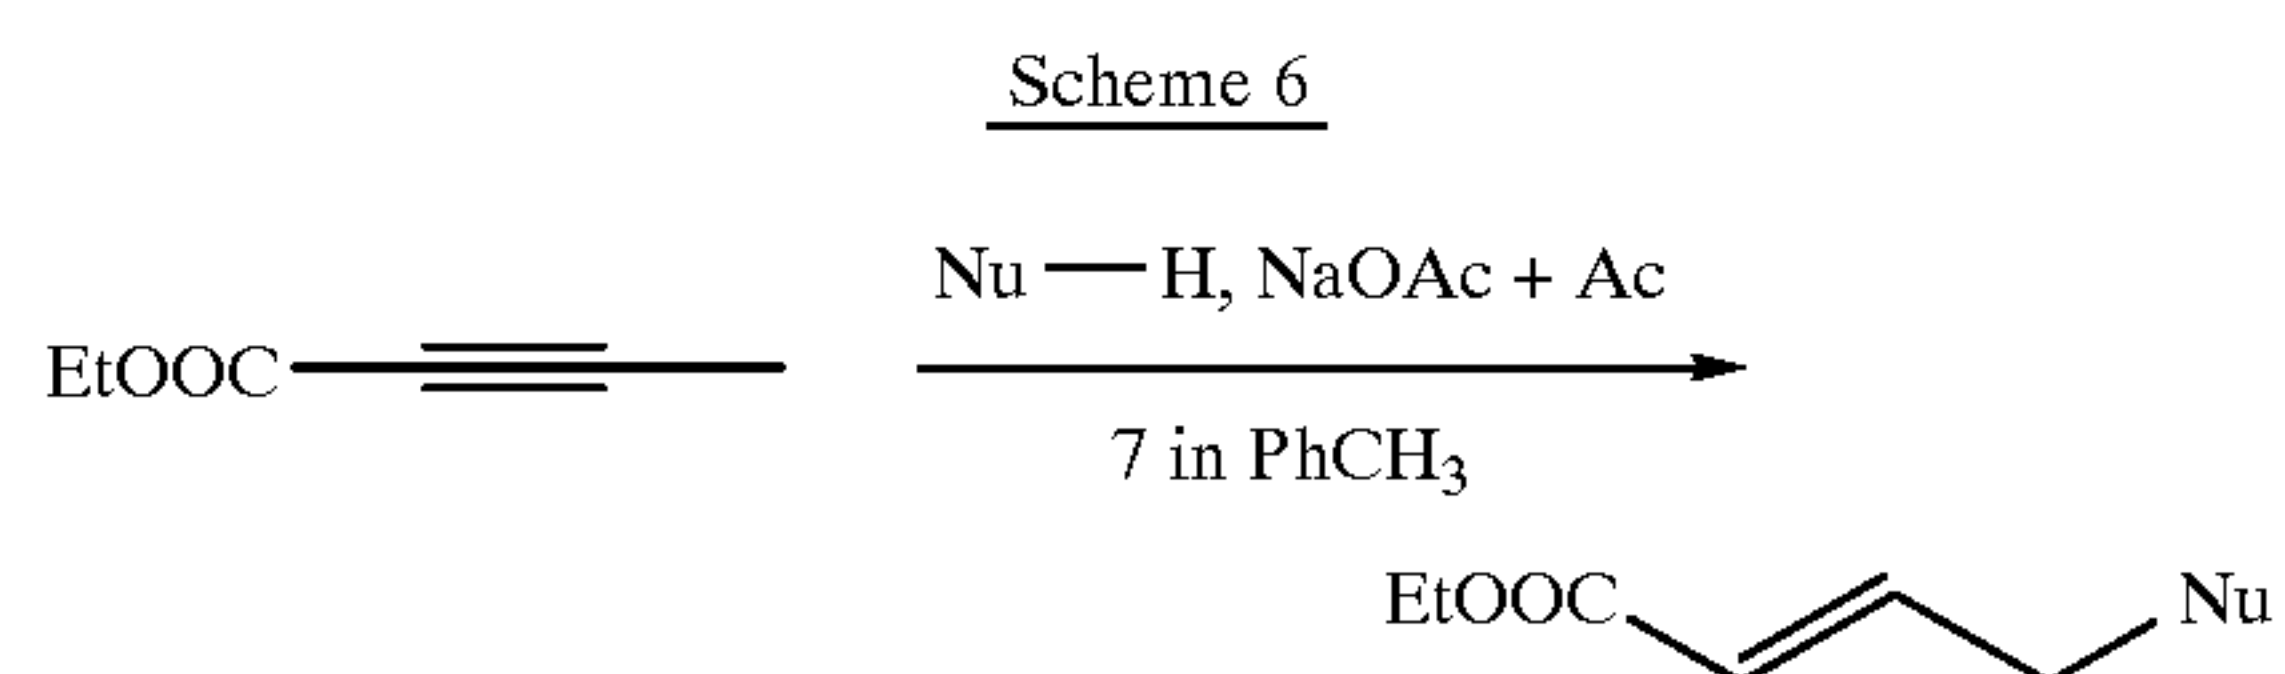 Scheme 6
Nu—H, NaOAc + Ac
EtOOC
7 in PhCH₃
EtOOC Nu